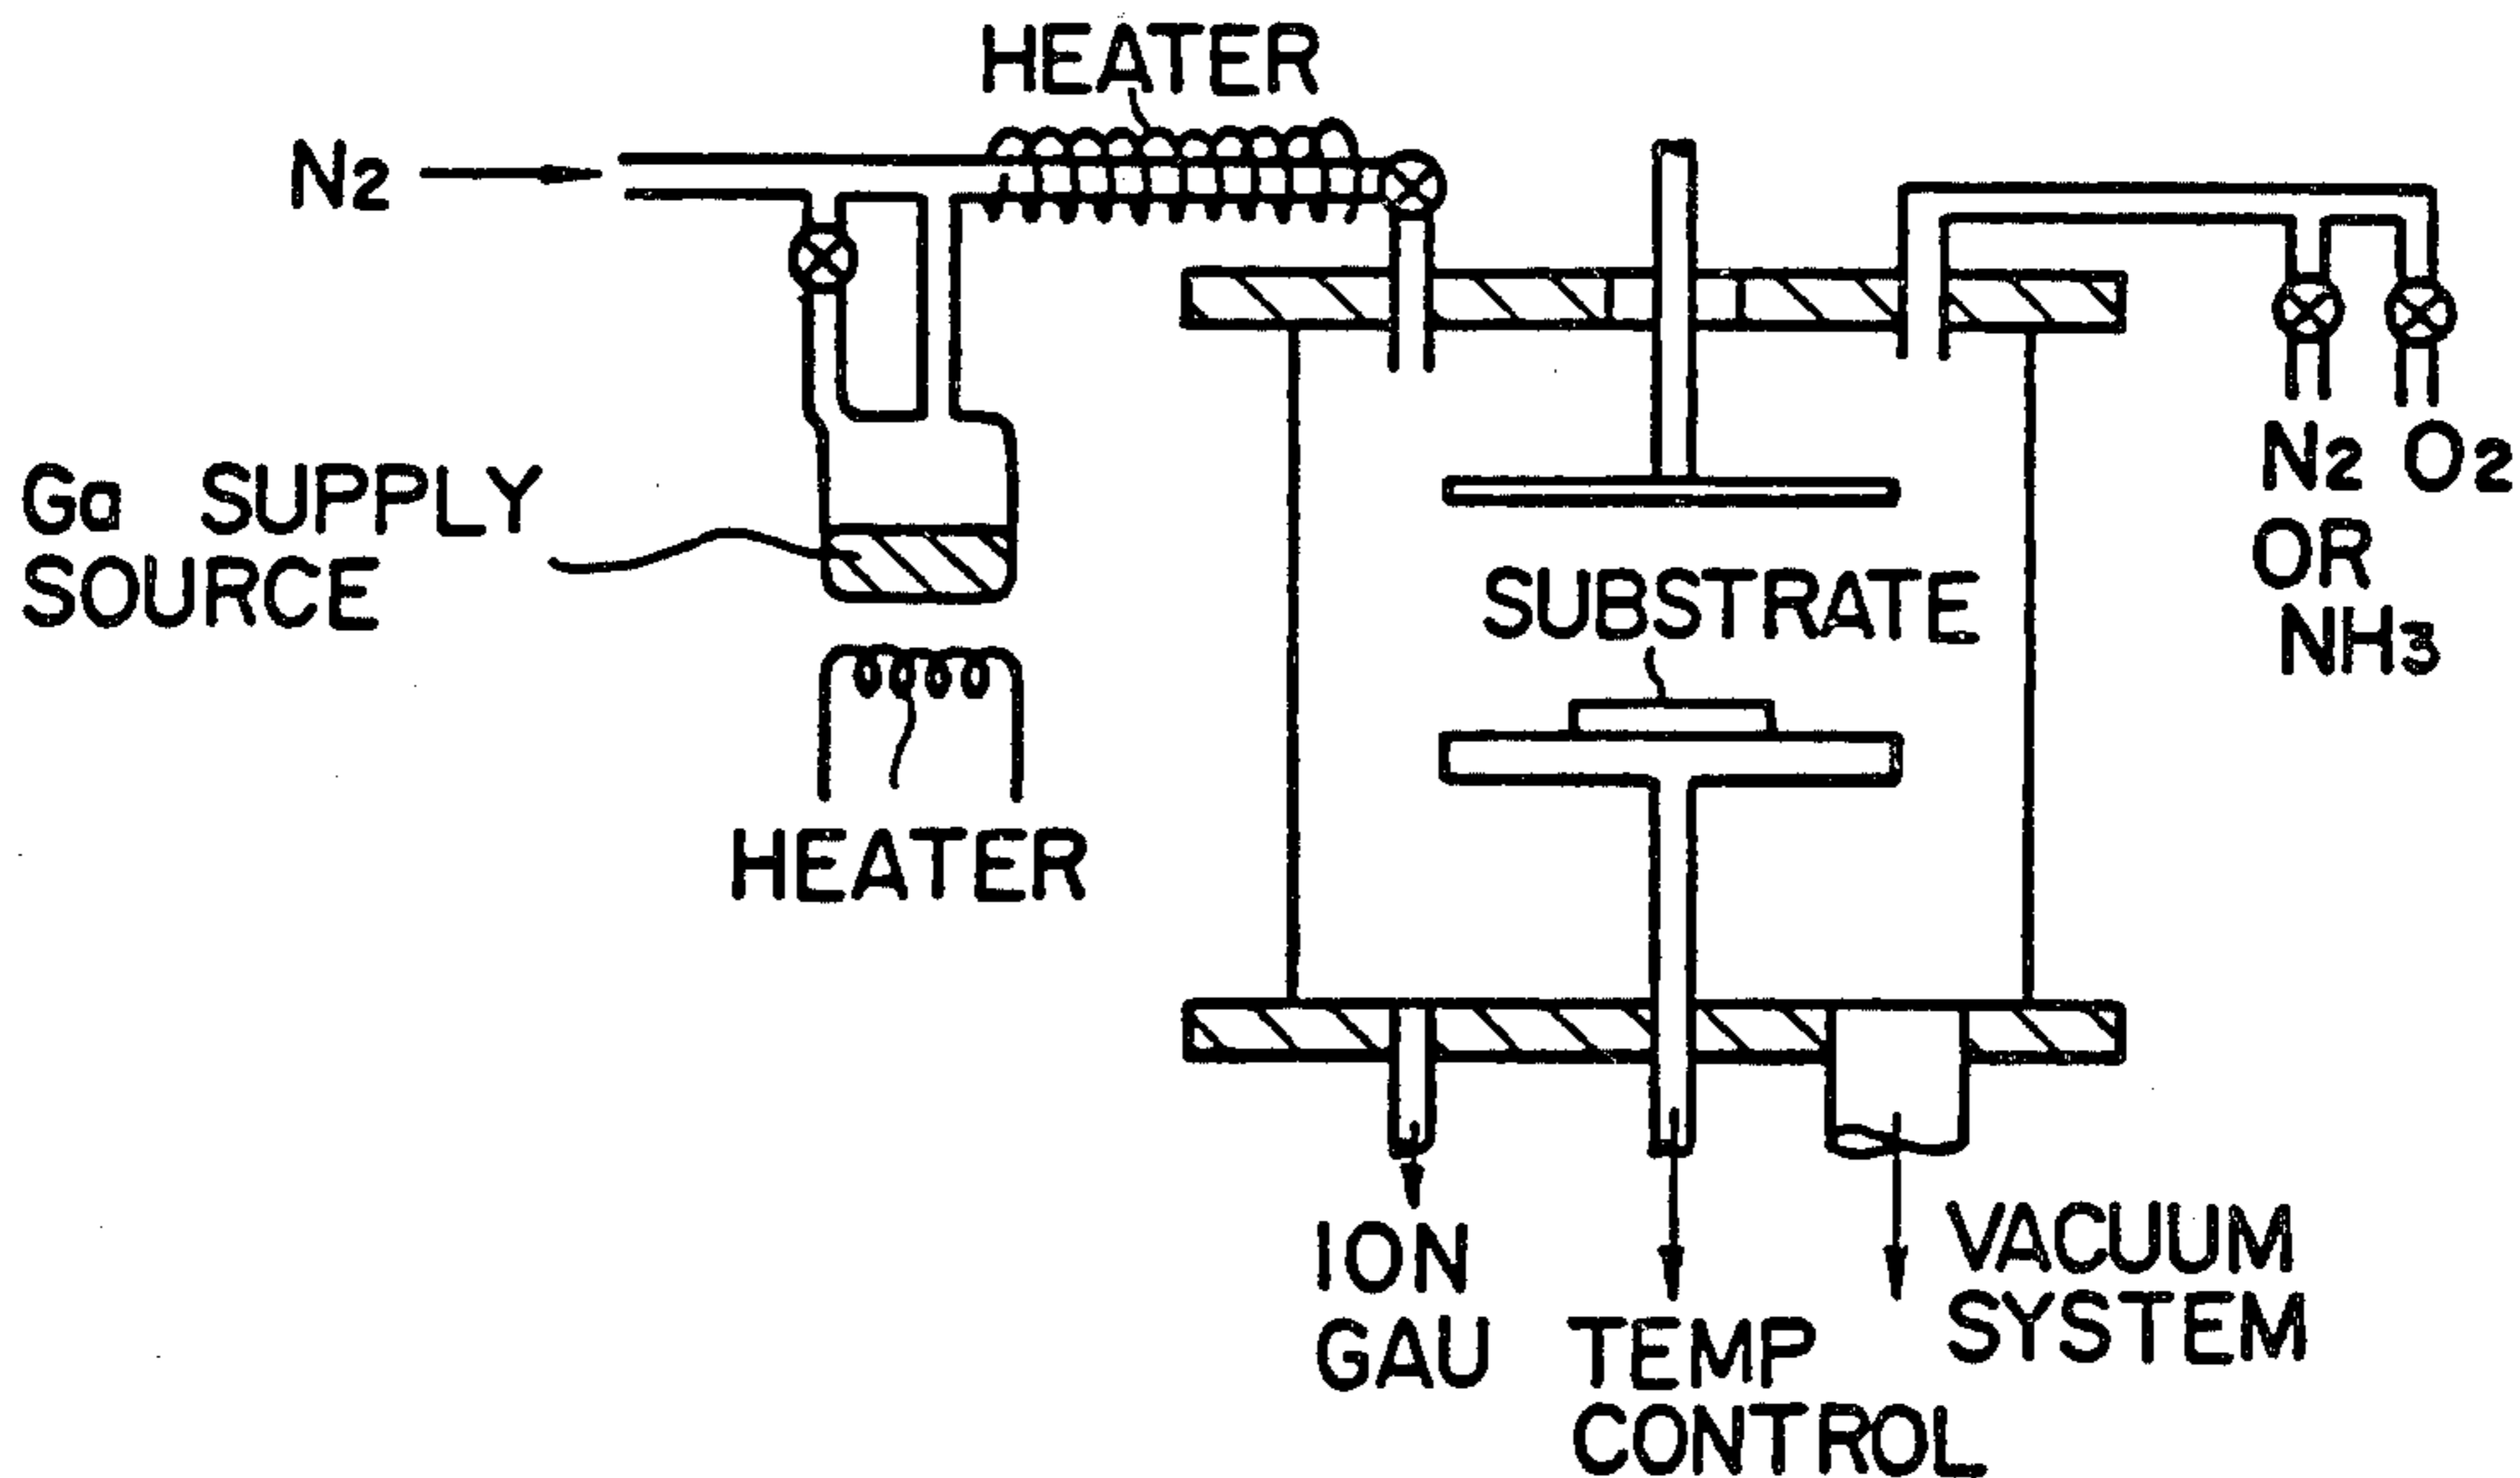 HEATER
N2
Ga SUPPLY
SOURCE
N2 O2
OR
NH3
SUBSTRATE
HEATER
ION
GAU
TEMP
CONTROL
VACUUM
SYSTEM